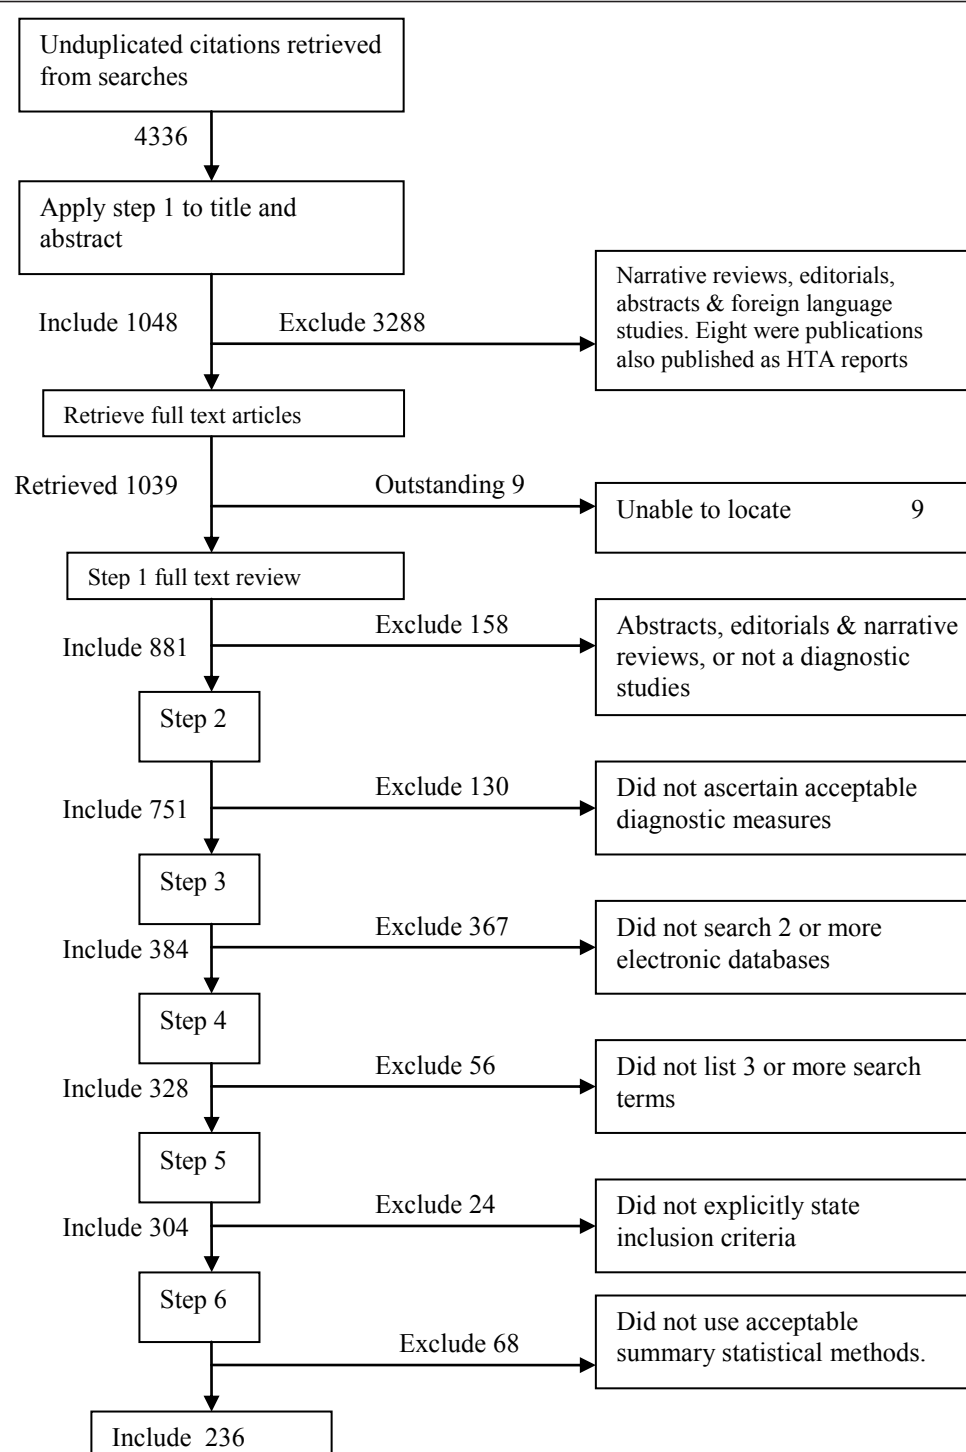 Unduplicated citations retrieved
from searches
4336
Apply step 1 to title and
abstract
Include 1048
Exclude 3288
Narrative reviews, editorials,
abstracts & foreign language
studies. Eight were publications
also published as HTA reports
Retrieve full text articles
Retrieved 1039
Outstanding 9
Unable to locate 9
Step 1 full text review
Include 881
Exclude 158
Abstracts, editorials & narrative
reviews, or not a diagnostic
studies
Step 2
Include 751
Exclude 130
Did not ascertain acceptable
diagnostic measures
Step 3
Include 384
Exclude 367
Did not search 2 or more
electronic databases
Step 4
Include 328
Exclude 56
Did not list 3 or more search
terms
Step 5
Include 304
Exclude 24
Did not explicitly state
inclusion criteria
Step 6
Exclude 68
Did not use acceptable
summary statistical methods.
Include 236